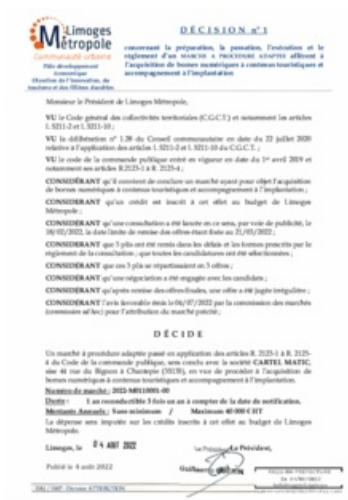 Limoges
Métropole
Communauté urbaine
Pôle développement
économique
Direction de l'innovation, du
tourisme et des filières durables
DÉCISION n° 1
concernant la préparation, la passation, l'exécution et le
règlement d'un MARCHE A PROCEDURE ADAPTEE afférent à
l'acquisition de bornes numériques à contenus touristiques et
accompagnement à l'implantation
Monsieur le Président de Limoges Métropole,
VU le Code général des collectivités territoriales (C.G.C.T.) et notamment les articles
L 5211-2 et L 5211-10 ;
VU la délibération n° 1.28 du Conseil communautaire en date du 22 juillet 2020
relative à l'application des articles L 5211-2 et L 5211-10 du C.G.C.T. ;
VU le code de la commande publique entré en vigueur en date du 1er avril 2019 et
notamment ses articles R.2123-1 à R. 2123-4 ;
CONSIDÉRANT qu'il convient de conclure un marché ayant pour objet l'acquisition
de bornes numériques à contenus touristiques et accompagnement à l'implantation ;
CONSIDÉRANT qu'un crédit est inscrit à cet effet au budget de Limoges
Métropole ;
CONSIDÉRANT qu'une consultation a été lancée en ce sens, par voie de publicité, le
18/02/2022, la date limite de remise des offres étant fixée au 21/03/2022 ;
CONSIDÉRANT que 3 plis ont été remis dans les délais et les formes prescrits par le
règlement de la consultation ; que toutes les candidatures ont été sélectionnées ;
CONSIDÉRANT que ces 3 plis se répartissaient en 3 offres ;
CONSIDÉRANT qu'une négociation a été engagée avec les candidats ;
CONSIDÉRANT qu'après remise des offres finales, une offre a été jugée irrégulière ;
CONSIDÉRANT l'avis favorable émis le 04/07/2022 par la commission des marchés
(commission ad hoc) pour l'attribution du marché précité ;
DÉCIDE
Un marché à procédure adaptée passé en application des articles R. 2123-1 à R. 2123-
4 du Code de la commande publique, sera conclu avec la société CARTEL MATIC,
sise 44 rue du Bignon à Chantepie (35135), en vue de procéder à l'acquisition de
bornes numériques à contenus touristiques et accompagnement à l'implantation.
Numéro de marché : 2022-M0110001-00
Durée : 1 an reconductible 3 fois un an à compter de la date de notification.
Montants Annuels : Sans minimum / Maximum 40 000 € HT
La dépense sera imputée sur les crédits inscrits à cet effet au budget de Limoges
Métropole.
Limoges, le 04 AOUT 2022
Le Président,
Publié le 4 août 2022
Guillaume